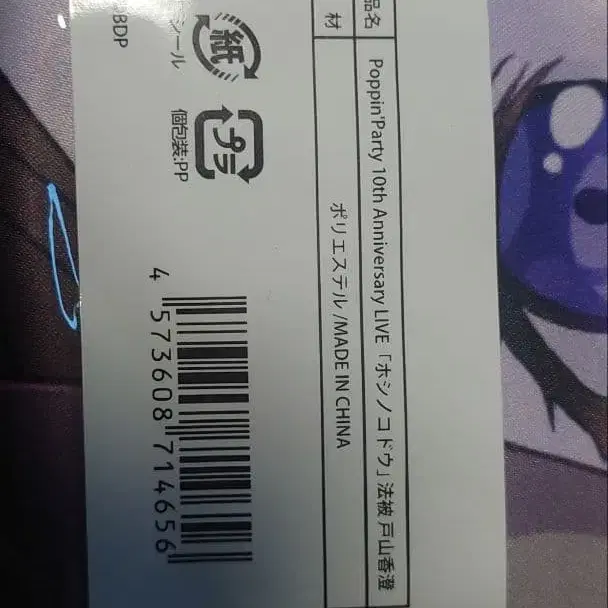 品名 Poppin'Party 10th Anniversary LIVE「ホシノコドウ」法被 戸山香澄
材 ポリエステル/MADE IN CHINA
紙
プラ
シール
個包装:PP
BDP
4 573608 714656